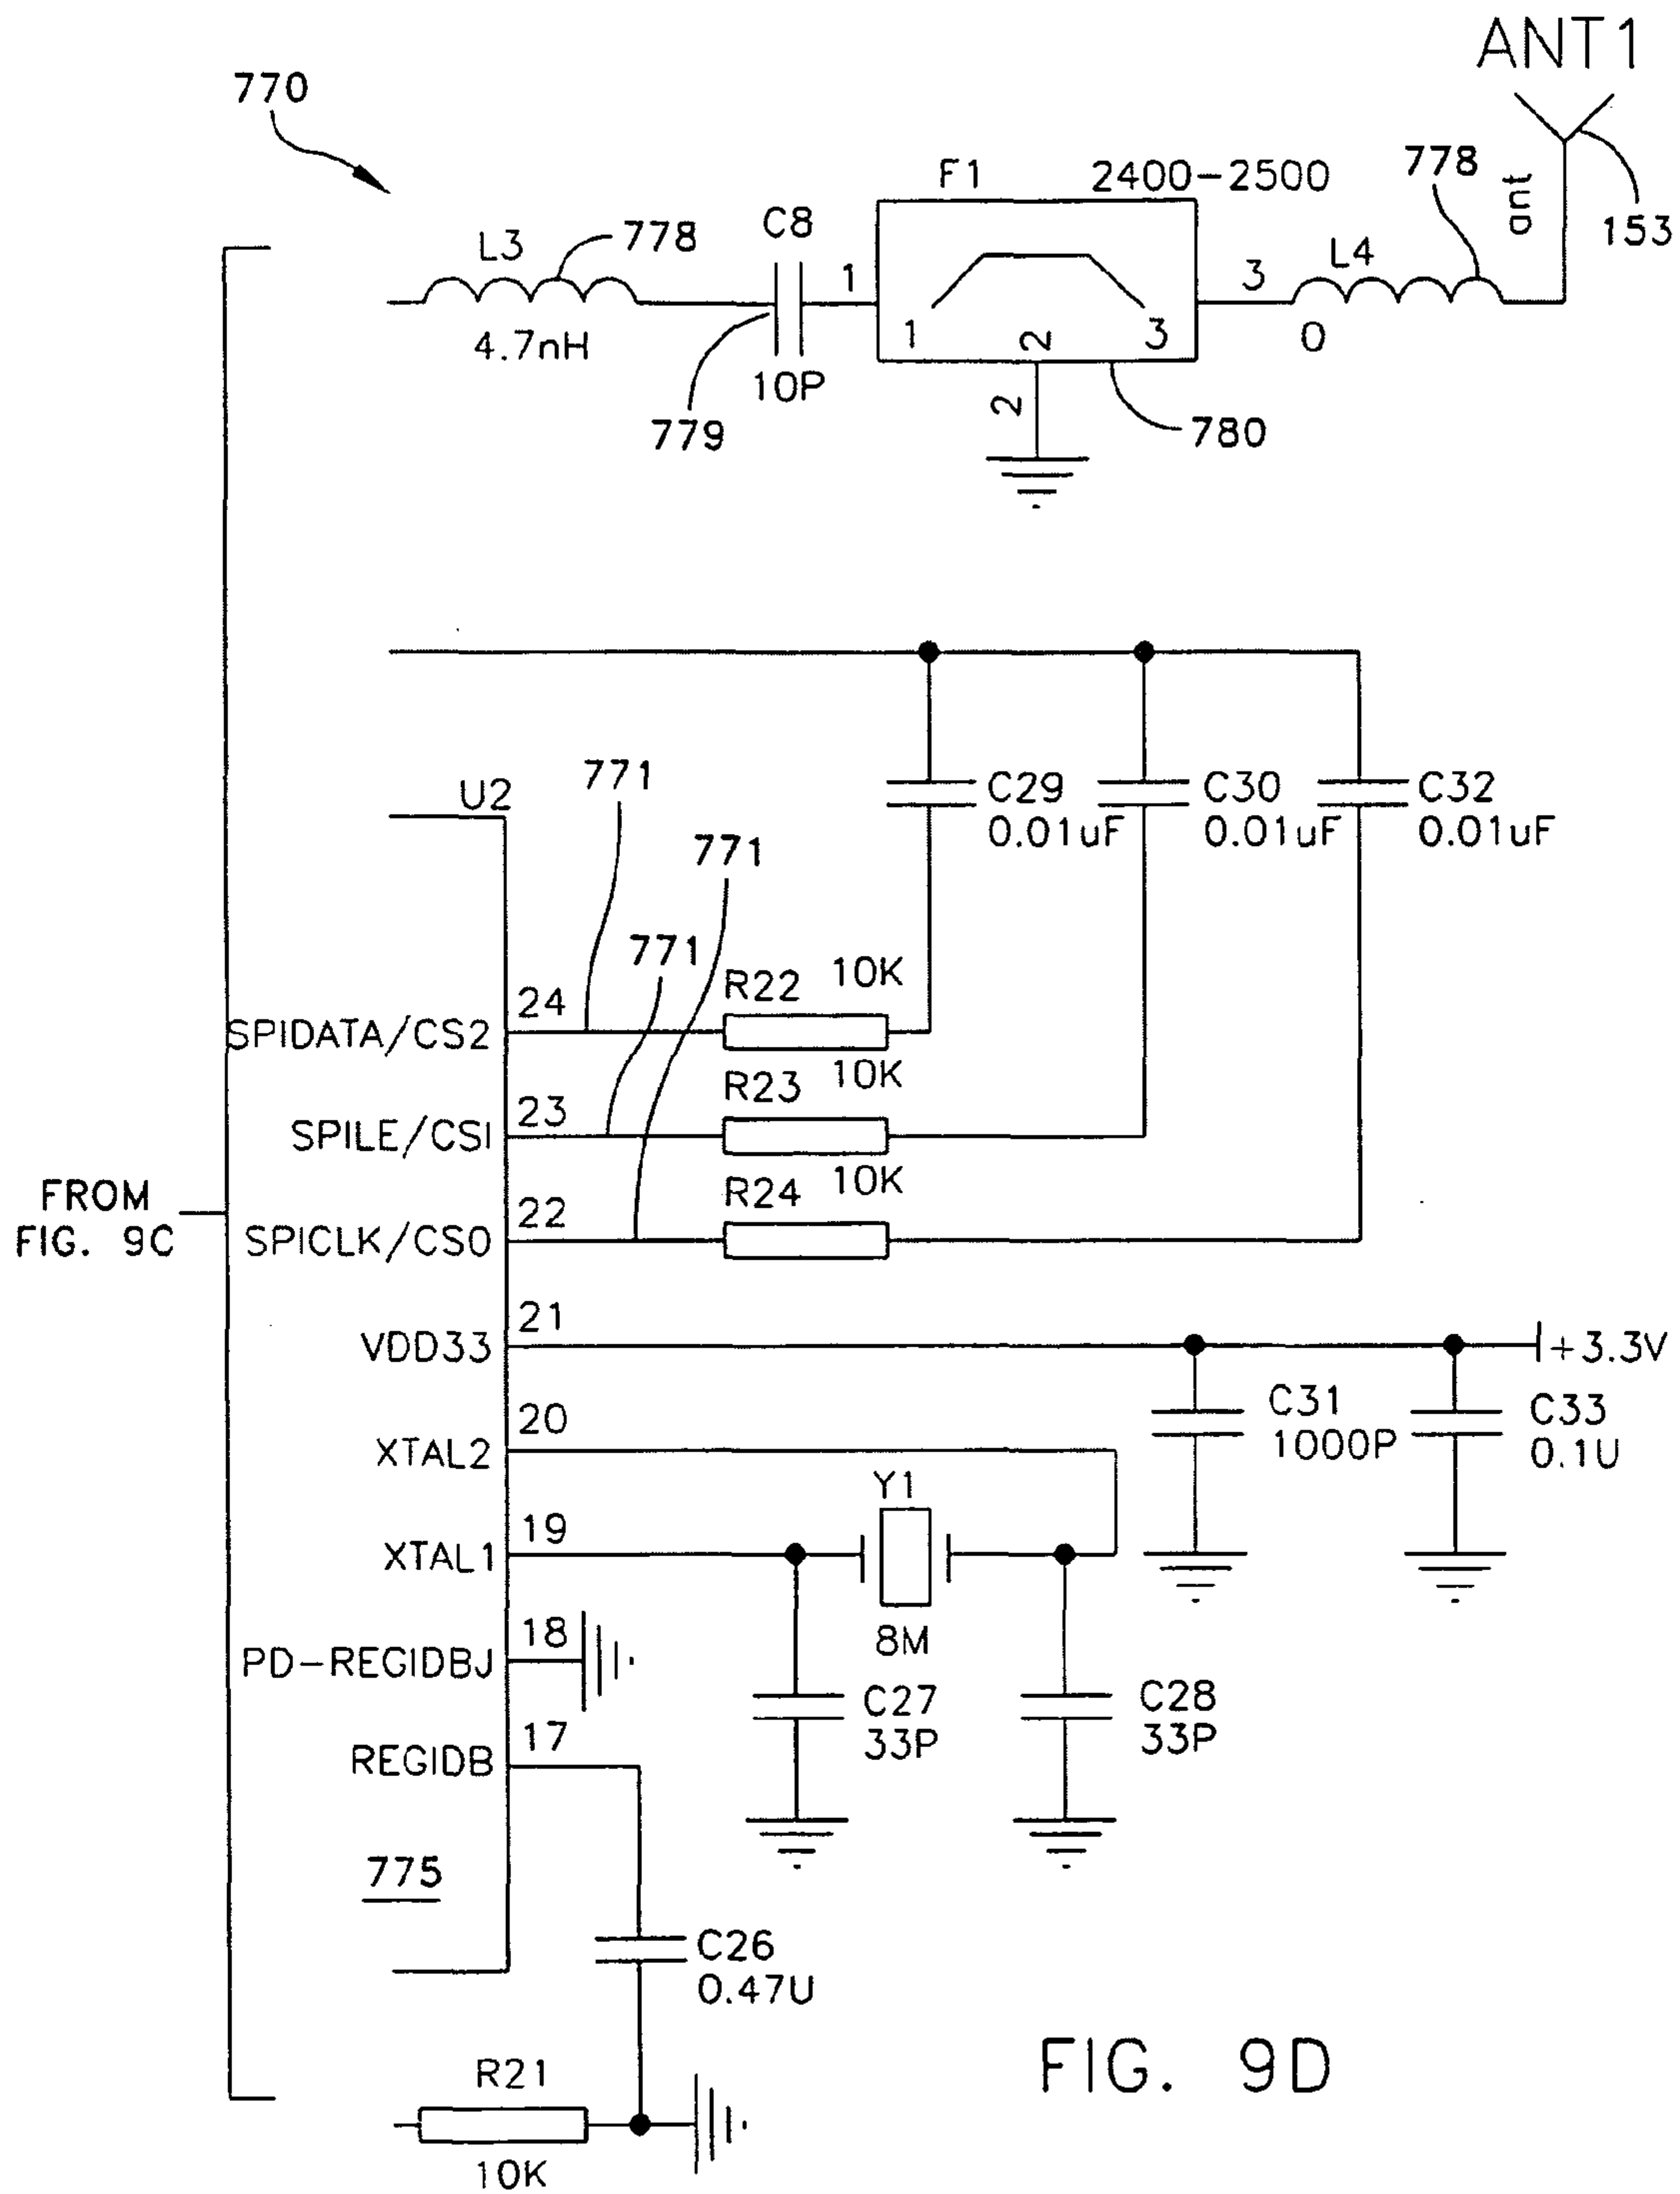 ANT1
770
F1 2400-2500
778
ant
153
L3
778
C8
1
3
L4
4.7nH
10P
1
2
3
0
779
2
780
U2
771
C29
0.01uF
C30
0.01uF
C32
0.01uF
771
771
SPIDATA/CS2
24
R22
10K
SPILE/CS1
23
R23
10K
FROM
FIG. 9C
SPICLK/CS0
22
R24
10K
VDD33
21
+3.3V
C31
1000P
C33
0.1U
XTAL2
20
Y1
XTAL1
19
8M
PD-REGIDBJ
18
C27
33P
C28
33P
REGIDB
17
775
C26
0.47U
R21
10K
FIG. 9D